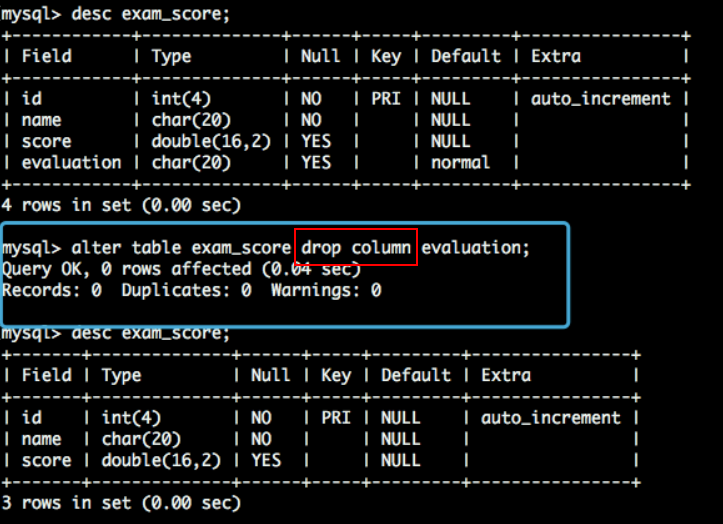 mysql> desc exam_score;
+------------+--------------+------+-----+---------+----------------+
| Field      | Type         | Null | Key | Default | Extra          |
+------------+--------------+------+-----+---------+----------------+
| id         | int(4)       | NO   | PRI | NULL    | auto_increment |
| name       | char(20)     | NO   |     | NULL    |                |
| score      | double(16,2) | YES  |     | NULL    |                |
| evaluation | char(20)     | YES  |     | normal  |                |
+------------+--------------+------+-----+---------+----------------+
4 rows in set (0.00 sec)
mysql> alter table exam_score drop column evaluation;
Query OK, 0 rows affected (0.04 sec)
Records: 0  Duplicates: 0  Warnings: 0
mysql> desc exam_score;
+-------+--------------+------+-----+---------+----------------+
| Field | Type         | Null | Key | Default | Extra          |
+-------+--------------+------+-----+---------+----------------+
| id    | int(4)       | NO   | PRI | NULL    | auto_increment |
| name  | char(20)     | NO   |     | NULL    |                |
| score | double(16,2) | YES  |     | NULL    |                |
+-------+--------------+------+-----+---------+----------------+
3 rows in set (0.00 sec)